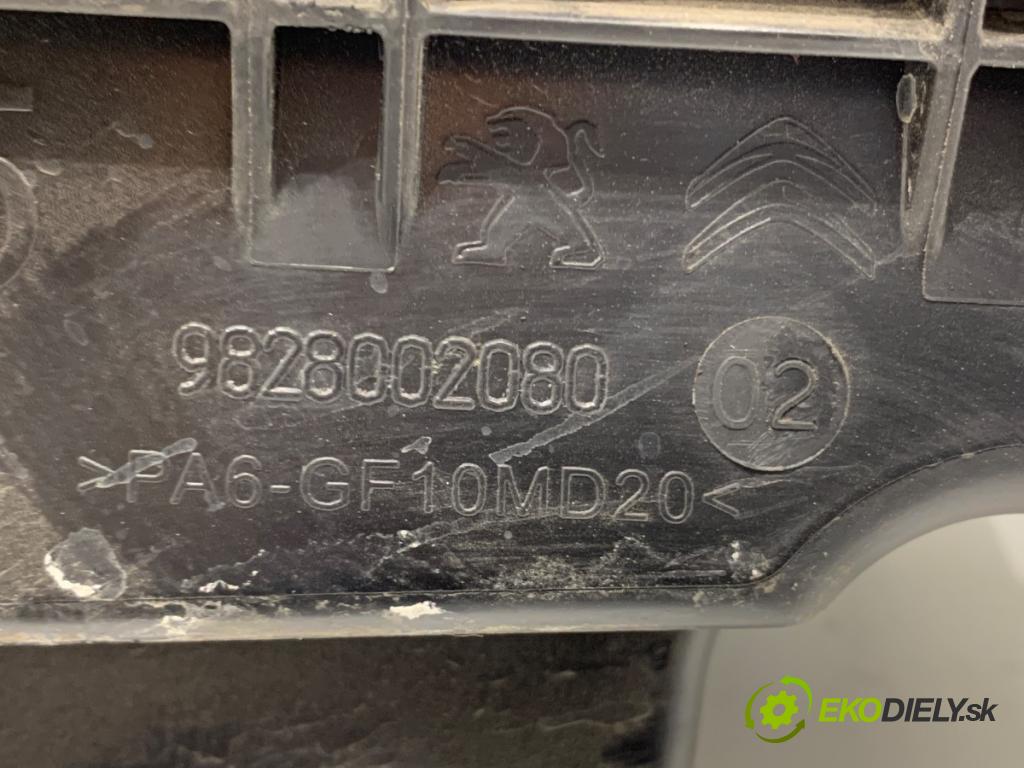 9828002080
02
>PA6-GF10MD20<
EKODIELY.sk